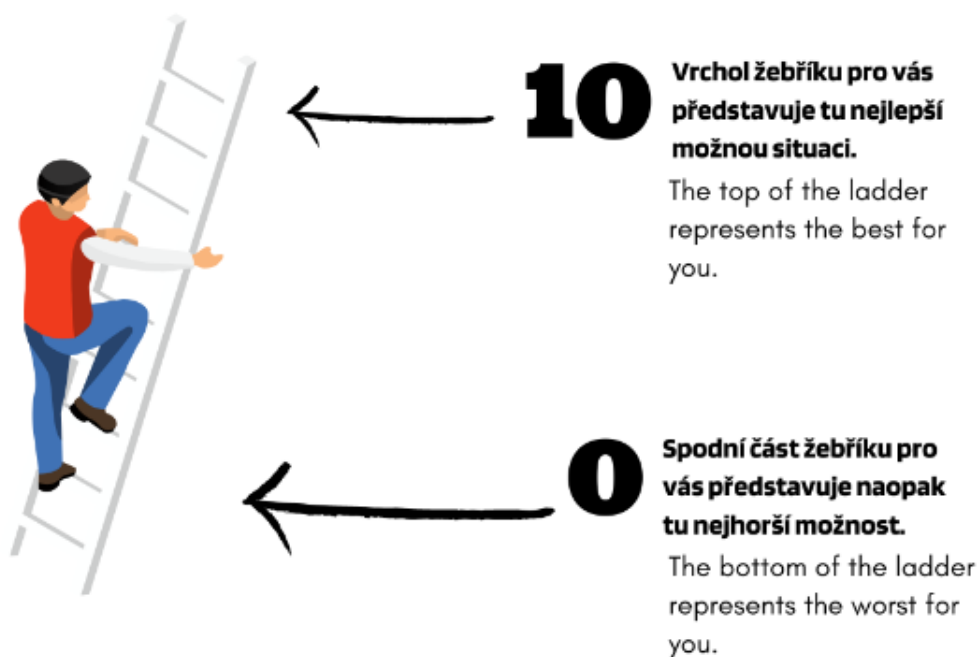 10
Vrchol žebříku pro vás
představuje tu nejlepší
možnou situaci.
The top of the ladder
represents the best for
you.
0
Spodní část žebříku pro
vás představuje naopak
tu nejhorší možnost.
The bottom of the ladder
represents the worst for
you.